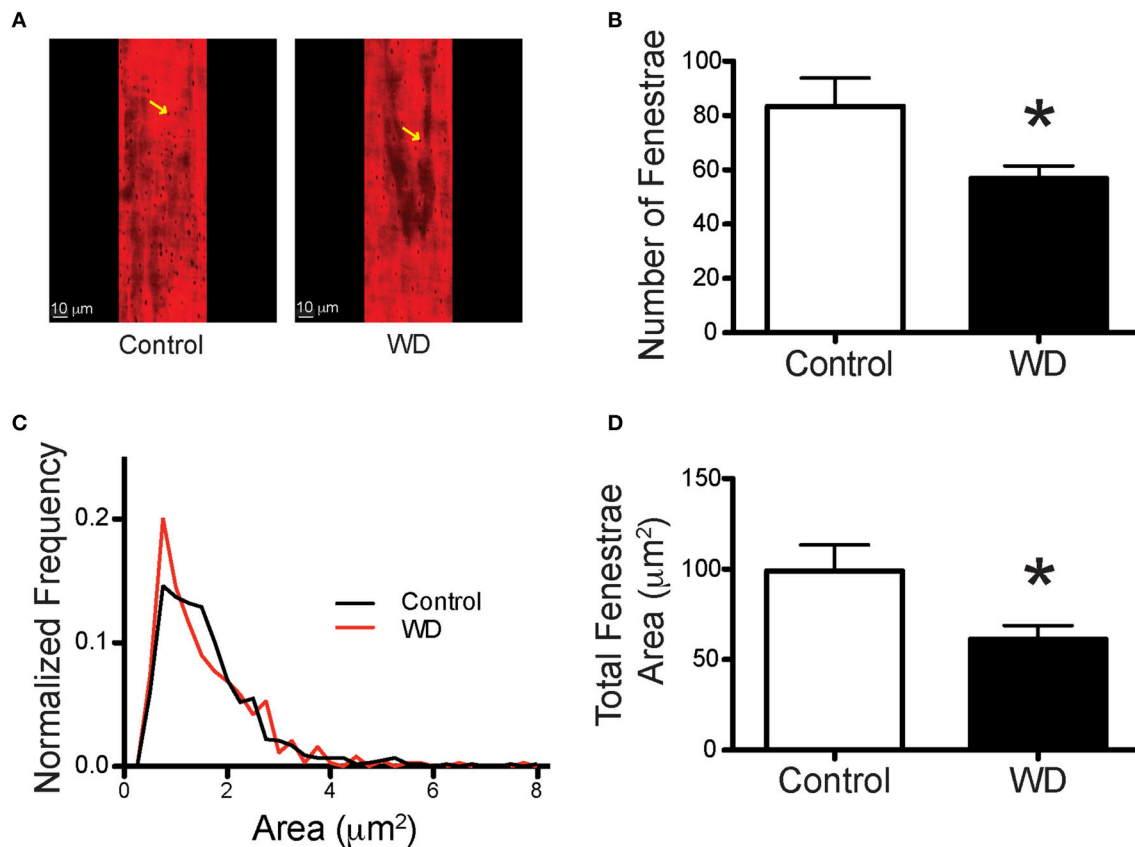 A
10 μm
Control
10 μm
WD
B
Number of Fenestrae
100
80
60
40
20
0
Control
WD
*
C
Normalized Frequency
0.2
0.1
0.0
0
2
4
6
8
Area (μm²)
Control
WD
D
Total Fenestrae
Area (μm²)
150
100
50
0
Control
WD
*